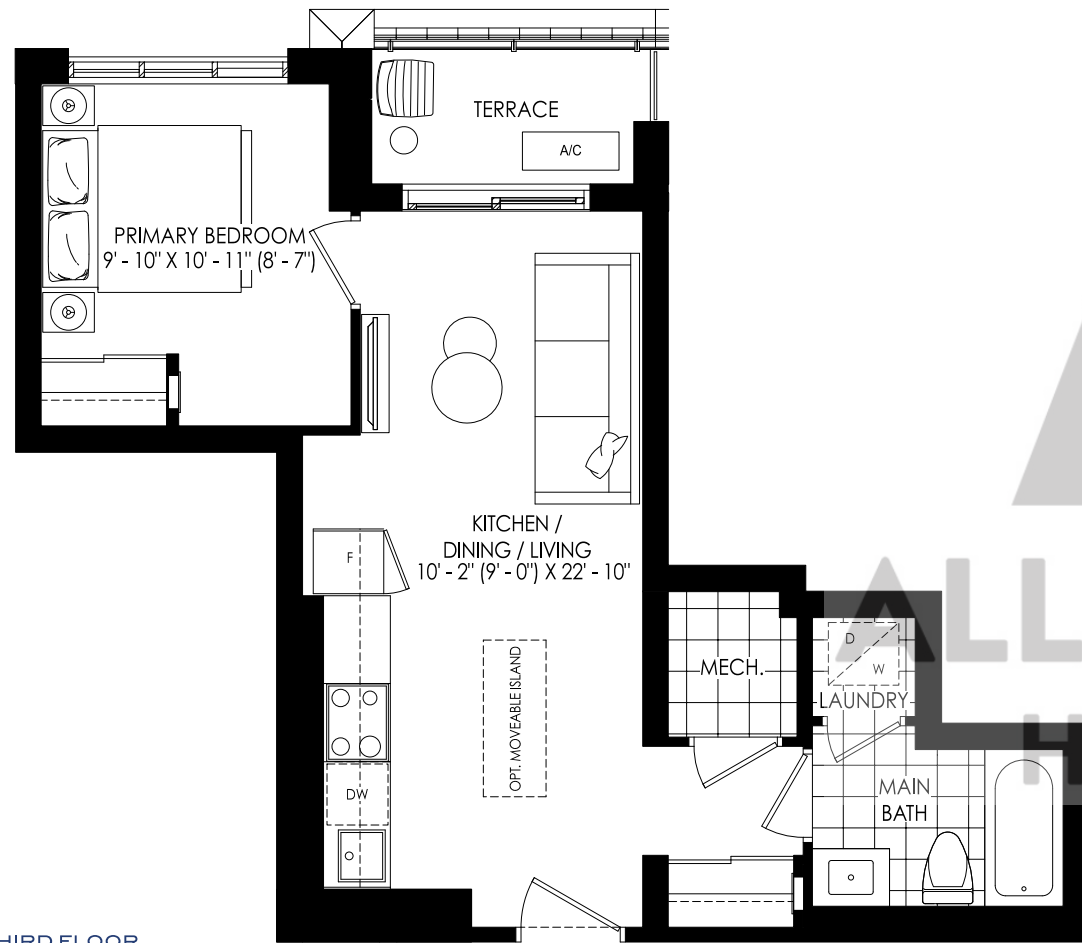 TERRACE
A/C
PRIMARY BEDROOM
9' - 10" X 10' - 11" (8' - 7")
KITCHEN /
DINING / LIVING
10' - 2" (9' - 0") X 22' - 10"
F
OPT. MOVEABLE ISLAND
MECH.
D
W
LAUNDRY
DW
MAIN
BATH
FLOOR